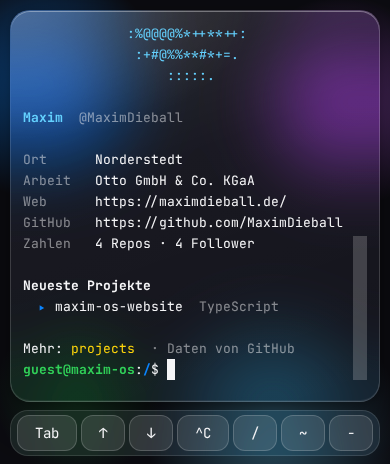 :%@@@@%*++**++:
:+#@%%**#*+=.
:::::.
Maxim @MaximDieball
Ort Norderstedt
Arbeit Otto GmbH & Co. KGaA
Web https://maximdieball.de/
GitHub https://github.com/MaximDieball
Zahlen 4 Repos · 4 Follower
Neueste Projekte
▸ maxim-os-website TypeScript
Mehr: projects · Daten von GitHub
guest@maxim-os:/$
Tab ↑ ↓ ^C / ~ -